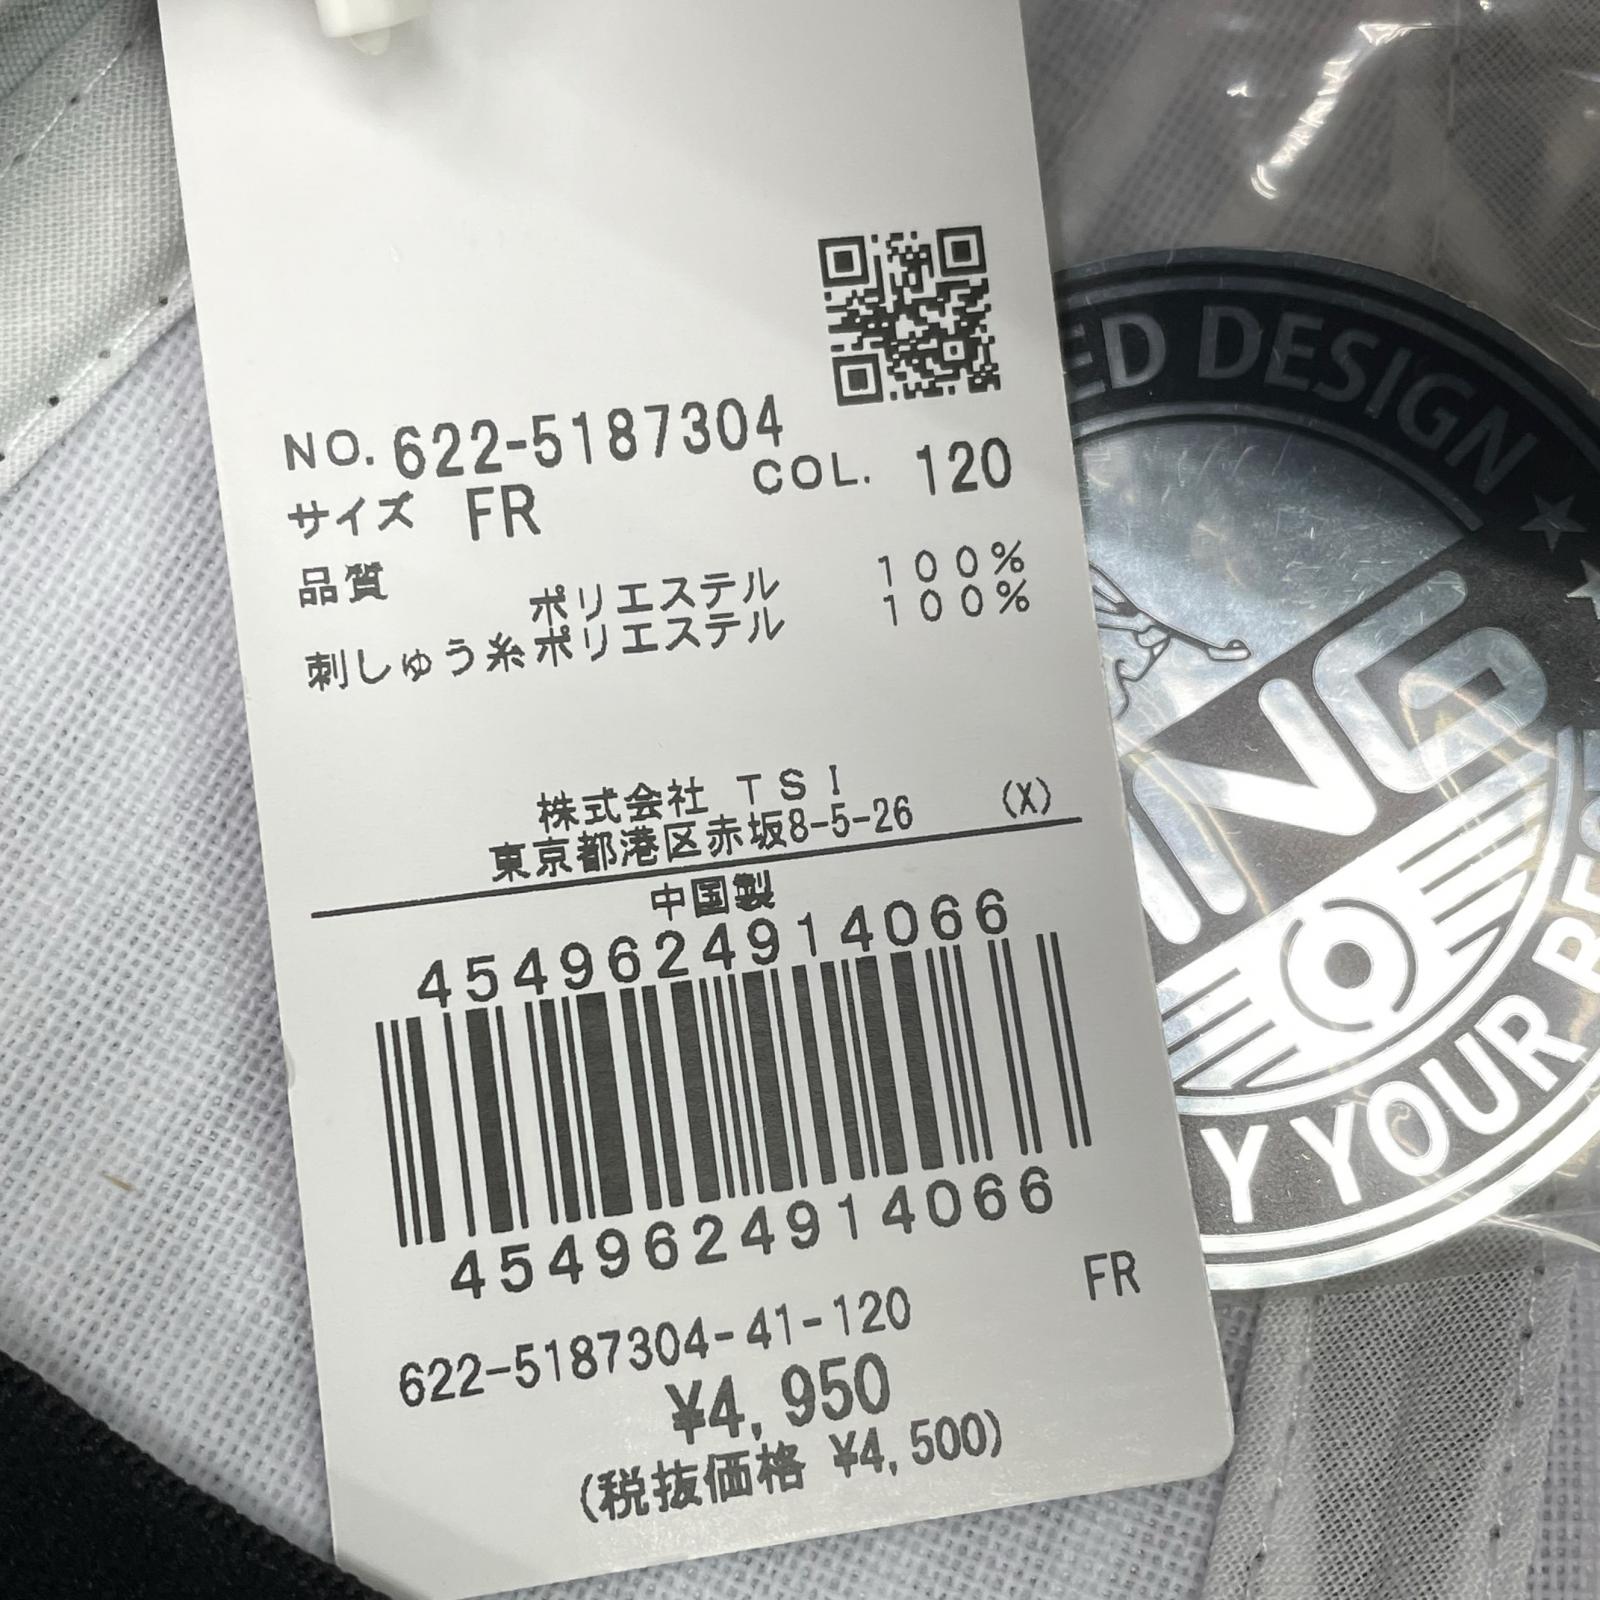 NO. 622-5187304
COL. 120
サイズ FR
品質
ポリエステル 100%
刺しゅう糸ポリエステル 100%
株式会社 TSI
東京都港区赤坂8-5-26 (X)
中国製
4549624914066
4549624914066
FR
622-5187304-41-120
¥4,950
(税抜価格 ¥4,500)
DESIGN
YOUR